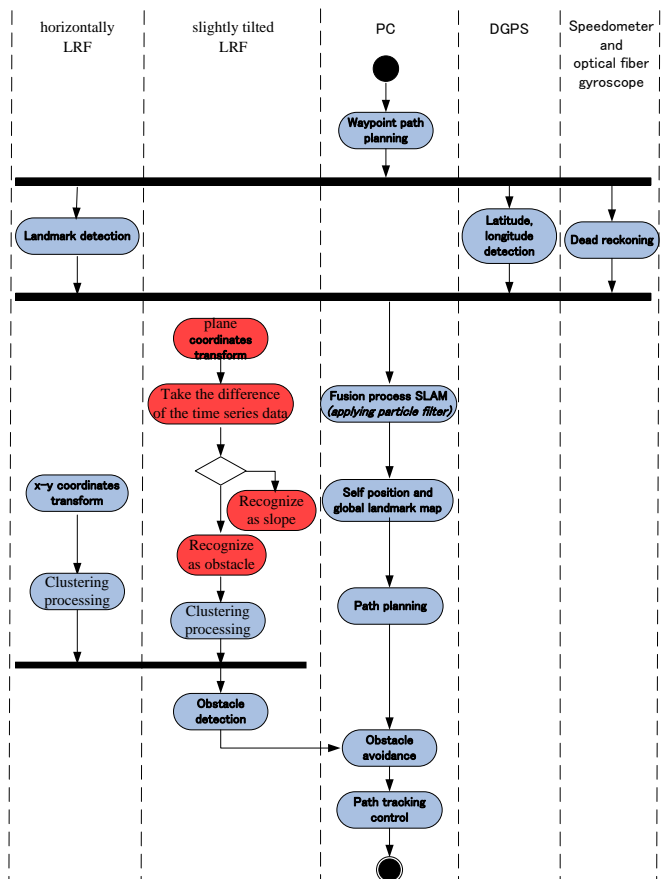 horizontally
LRF
slightly tilted
LRF
PC
DGPS
Speedometer
and
optical fiber
gyroscope
Waypoint path
planning
Landmark detection
Latitude,
longitude
detection
Dead reckoning
plane
coordinates
transform
Take the difference
of the time series data
Fusion process SLAM
(applying particle filter)
x-y coordinates
transform
Recognize
as slope
Self position and
global landmark map
Recognize
as obstacle
Clustering
processing
Clustering
processing
Path planning
Obstacle
detection
Obstacle
avoidance
Path tracking
control